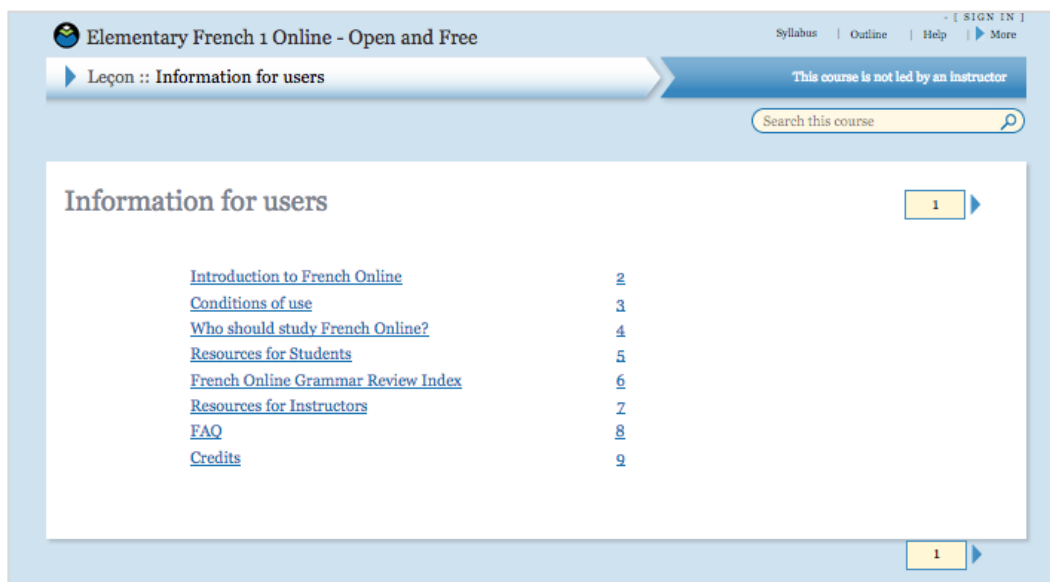 - [ SIGN IN ]
Elementary French 1 Online - Open and Free
Syllabus | Outline | Help | More
Leçon :: Information for users
This course is not led by an instructor
Search this course
Information for users
1
Introduction to French Online 2
Conditions of use 3
Who should study French Online? 4
Resources for Students 5
French Online Grammar Review Index 6
Resources for Instructors 7
FAQ 8
Credits 9
1